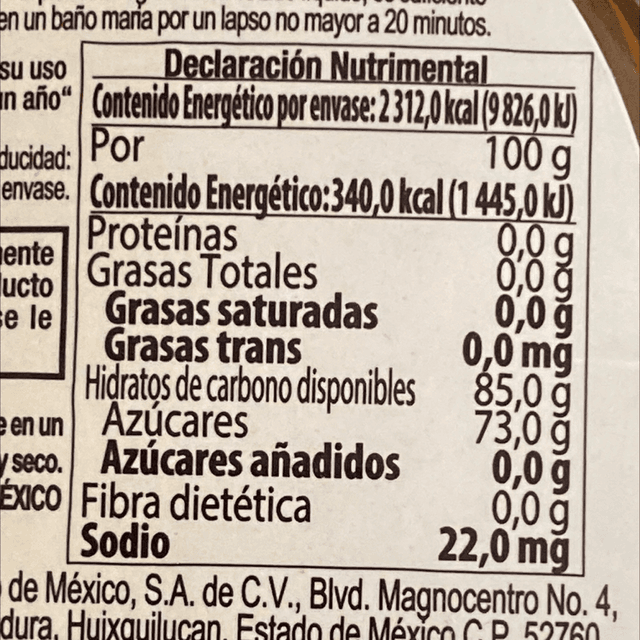 en un baño maría por un lapso no mayor a 20 minutos.
su uso
un año"
ducidad:
envase.
mente
ducto
se le
e en un
y seco.
MÉXICO
Declaración Nutrimental
Contenido Energético por envase: 2 312,0 kcal (9 826,0 kJ)
Por 100 g
Contenido Energético: 340,0 kcal (1 445,0 kJ)
Proteínas 0,0 g
Grasas Totales 0,0 g
Grasas saturadas 0,0 g
Grasas trans 0,0 mg
Hidratos de carbono disponibles 85,0 g
Azúcares 73,0 g
Azúcares añadidos 0,0 g
Fibra dietética 0,0 g
Sodio 22,0 mg
de México, S.A. de C.V., Blvd. Magnocentro No. 4,
dura, Huixquilucan, Estado de México C.P. 52760